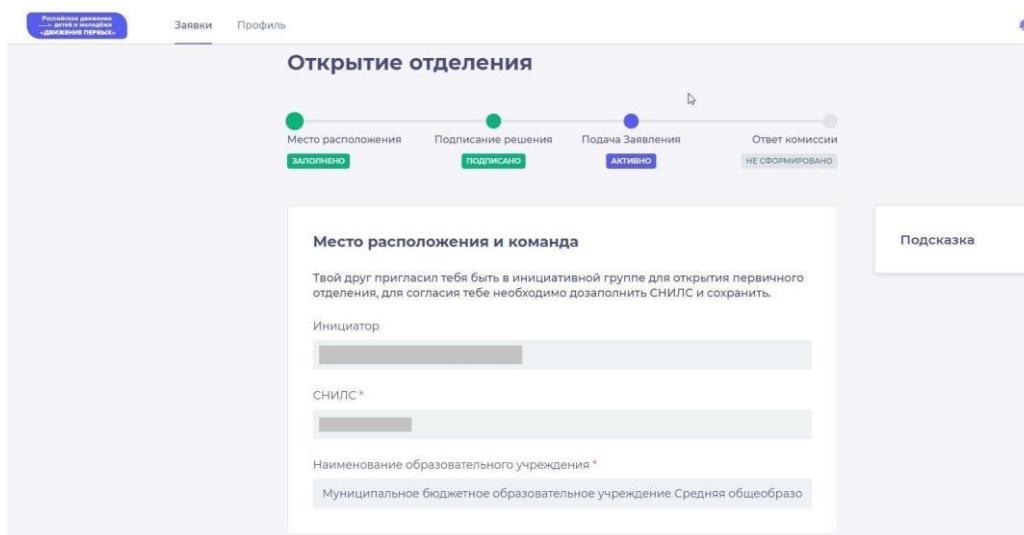 Российское движение
детей и молодёжи
«ДВИЖЕНИЕ ПЕРВЫХ»
Заявки Профиль
Открытие отделения
Место расположения Подписание решения Подача Заявления Ответ комиссии
ЗАПОЛНЕНО ПОДПИСАНО АКТИВНО НЕ СФОРМИРОВАНО
Место расположения и команда
Подсказка
Твой друг пригласил тебя быть в инициативной группе для открытия первичного
отделения, для согласия тебе необходимо дозаполнить СНИЛС и сохранить.
Инициатор
СНИЛС *
Наименование образовательного учреждения *
Муниципальное бюджетное образовательное учреждение Средняя общеобразо